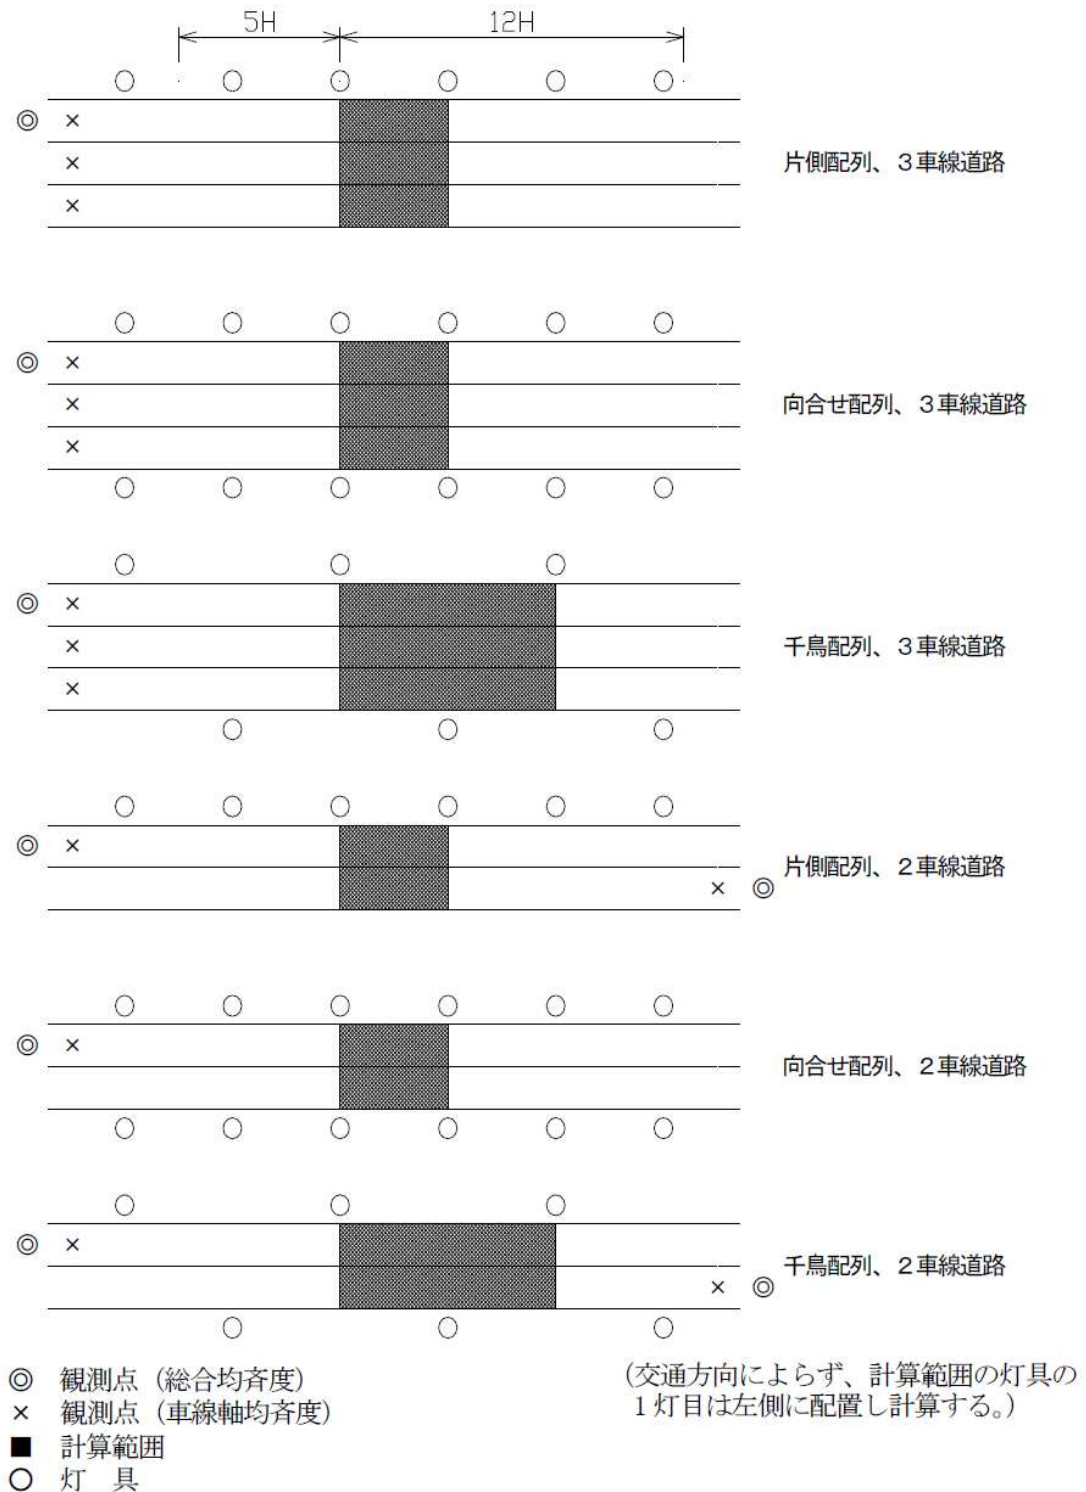 5H 12H
片側配列、３車線道路
向合せ配列、３車線道路
千鳥配列、３車線道路
片側配列、２車線道路
向合せ配列、２車線道路
千鳥配列、２車線道路
◎ 観測点（総合均斉度）
× 観測点（車線軸均斉度）
■ 計算範囲
○ 灯　具
（交通方向によらず、計算範囲の灯具の
１灯目は左側に配置し計算する。）